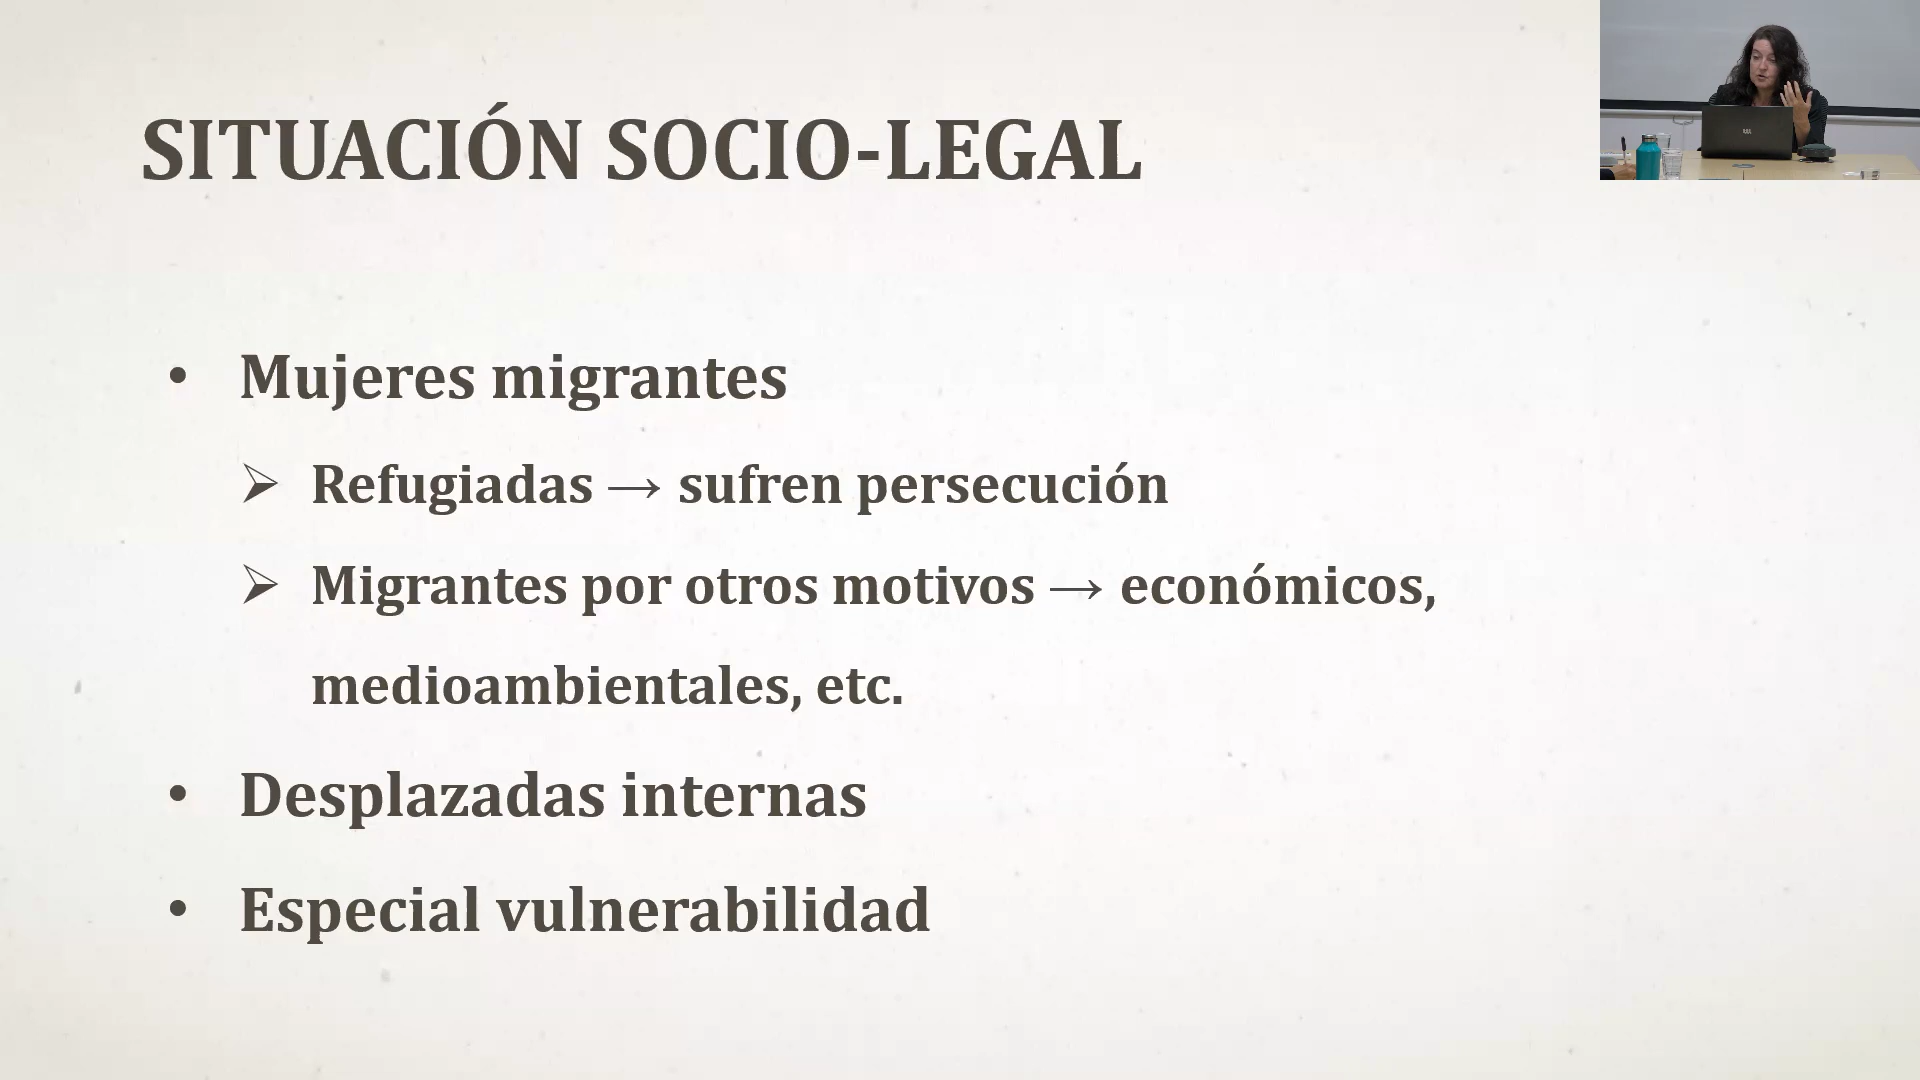 SITUACIÓN SOCIO-LEGAL
• Mujeres migrantes
➢ Refugiadas → sufren persecución
➢ Migrantes por otros motivos → económicos,
medioambientales, etc.
• Desplazadas internas
• Especial vulnerabilidad